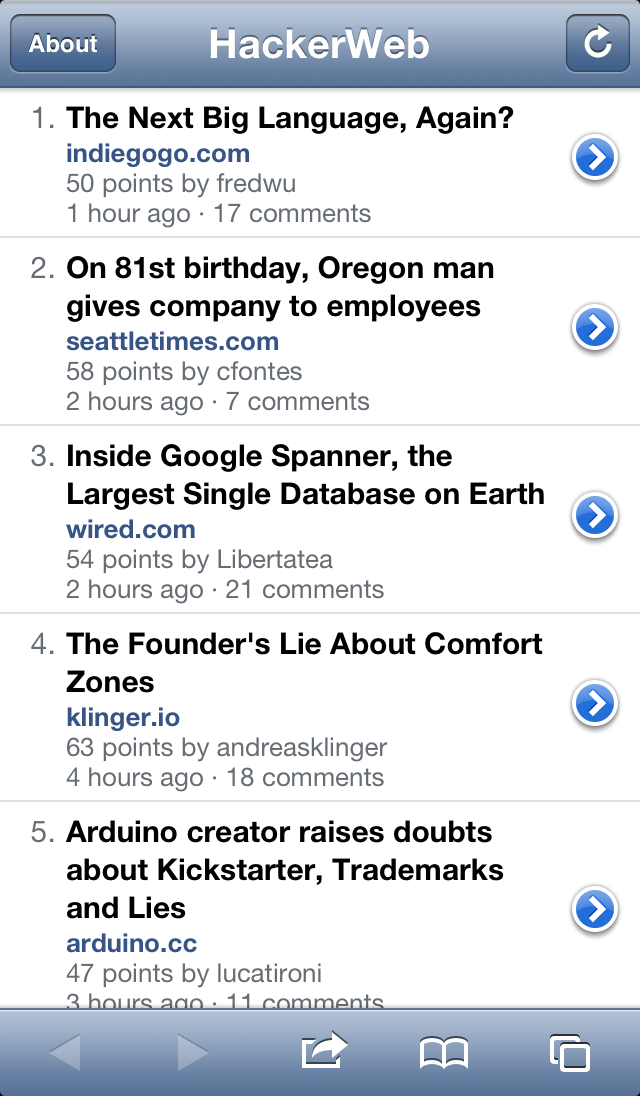 About
HackerWeb
1. The Next Big Language, Again?
indiegogo.com
50 points by fredwu
1 hour ago · 17 comments
2. On 81st birthday, Oregon man
gives company to employees
seattletimes.com
58 points by cfontes
2 hours ago · 7 comments
3. Inside Google Spanner, the
Largest Single Database on Earth
wired.com
54 points by Libertatea
2 hours ago · 21 comments
4. The Founder's Lie About Comfort
Zones
klinger.io
63 points by andreasklinger
4 hours ago · 18 comments
5. Arduino creator raises doubts
about Kickstarter, Trademarks
and Lies
arduino.cc
47 points by lucatironi
3 hours ago · 11 comments